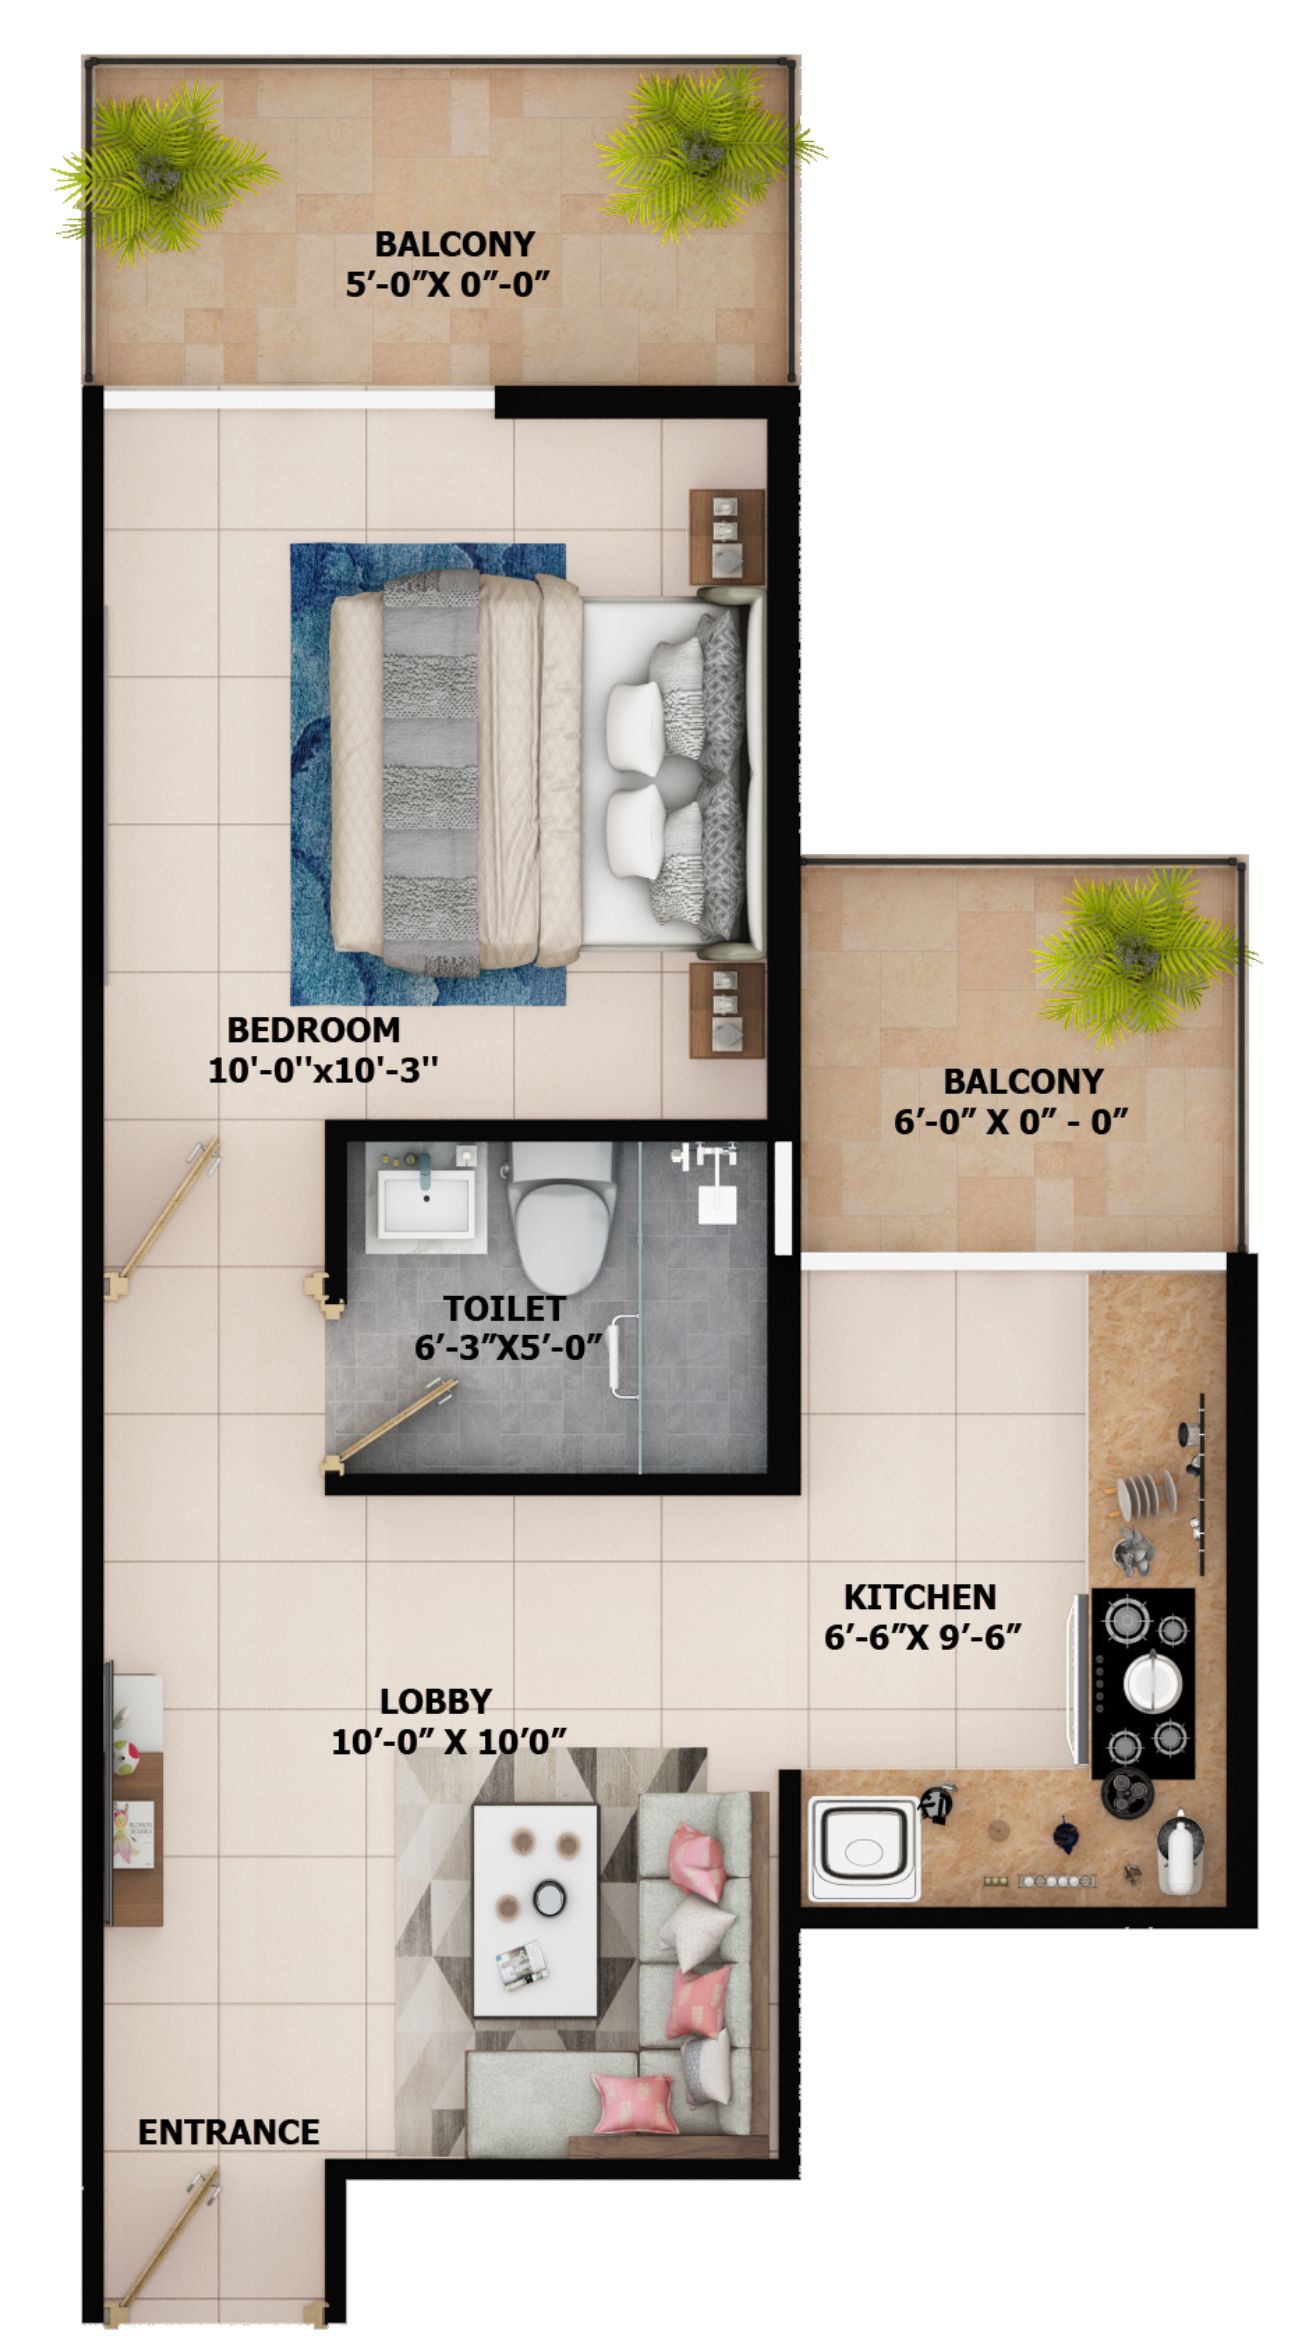 BALCONY
5′-0″X 0″-0″
BEDROOM
10'-0''x10'-3''
BALCONY
6′-0″ X 0″ - 0″
TOILET
6′-3″X5′-0″
KITCHEN
6′-6″X 9′-6″
LOBBY
10′-0″ X 10′0″
ENTRANCE